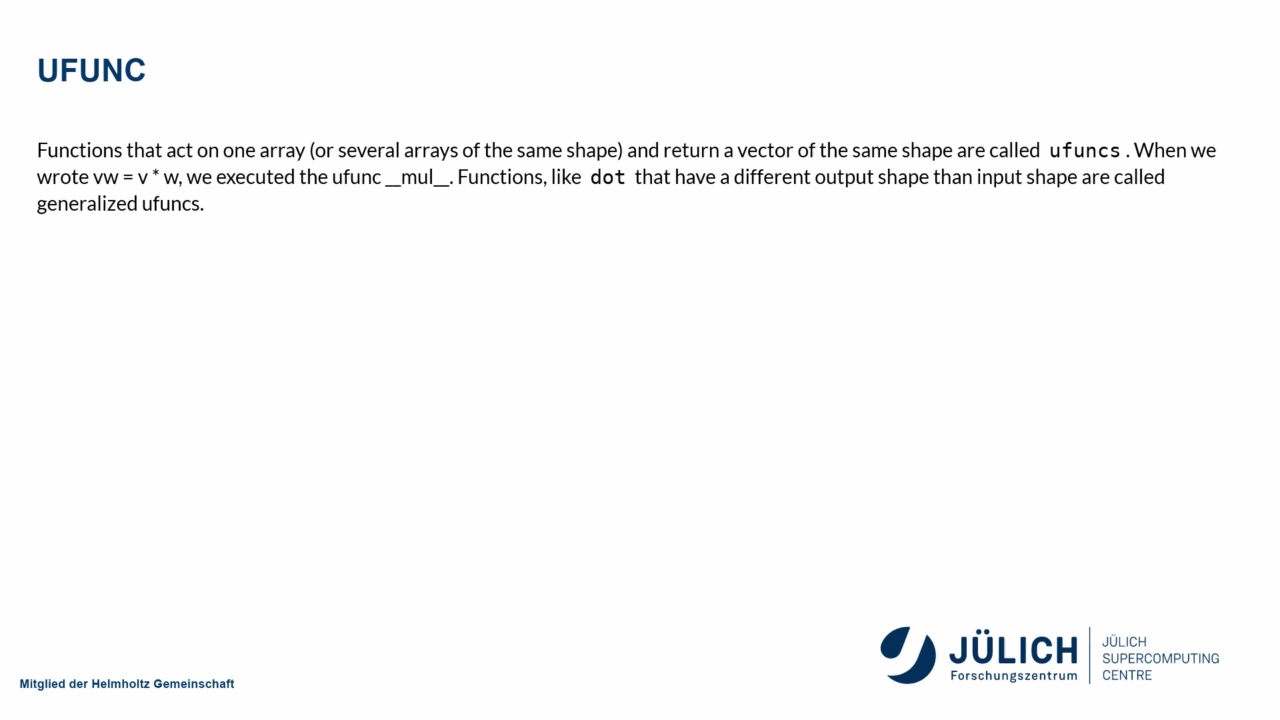 UFUNC
Functions that act on one array (or several arrays of the same shape) and return a vector of the same shape are called ufuncs. When we
wrote vw = v * w, we executed the ufunc __mul__. Functions, like dot that have a different output shape than input shape are called
generalized ufuncs.
JÜLICH
Forschungszentrum
JÜLICH
SUPERCOMPUTING
CENTRE
Mitglied der Helmholtz Gemeinschaft